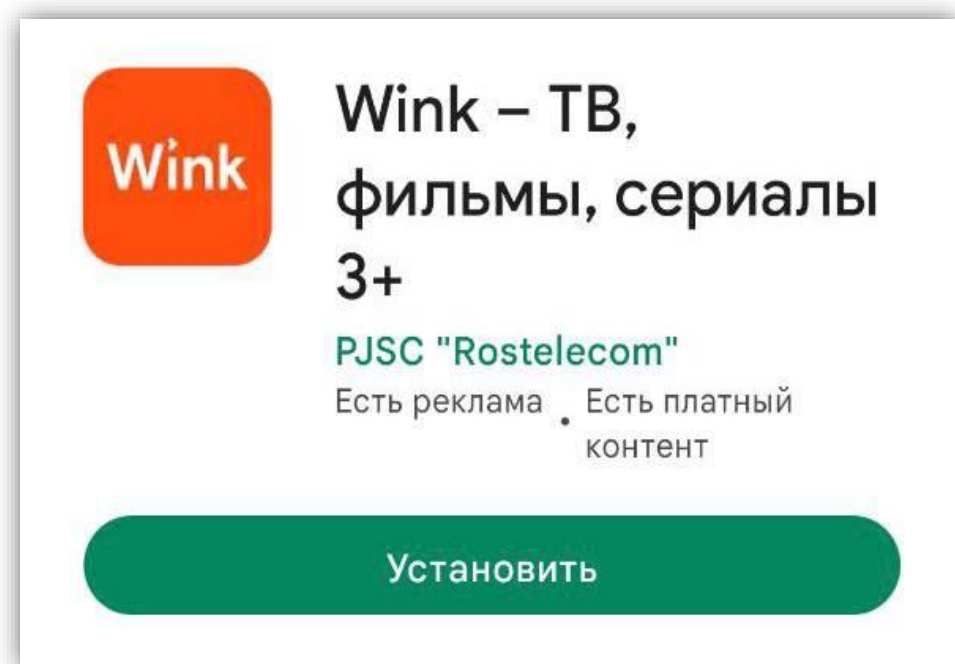 Wink
Wink – ТВ,
фильмы, сериалы
3+
PJSC "Rostelecom"
Есть реклама · Есть платный
контент
Установить